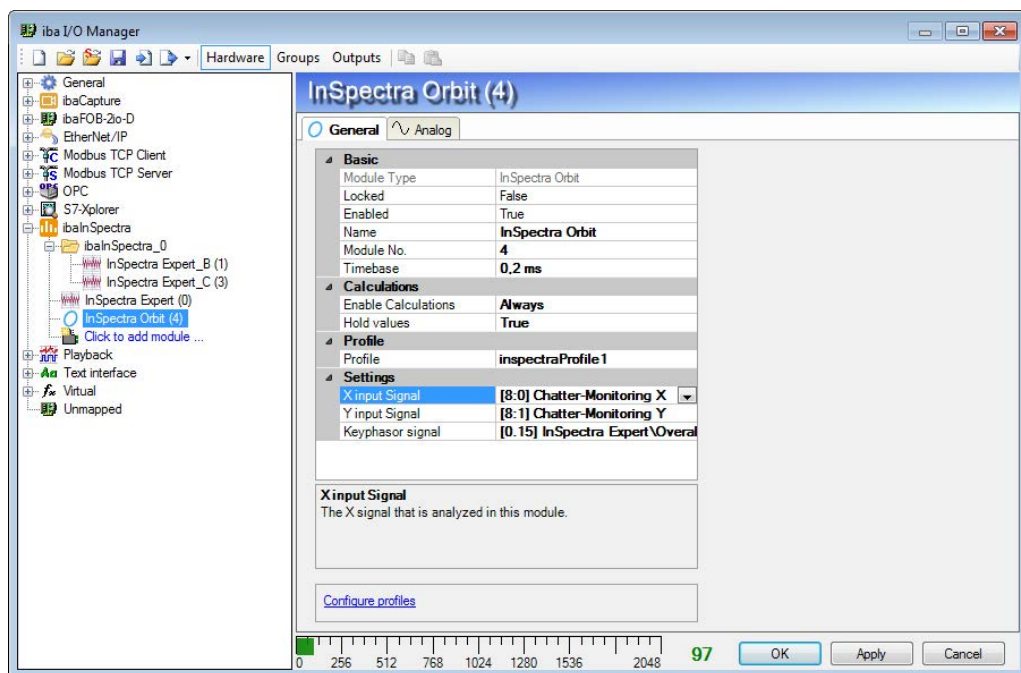 iba I/O Manager
Hardware Groups Outputs
General
ibaCapture
ibaFOB-2io-D
EtherNet/IP
Modbus TCP Client
Modbus TCP Server
OPC
S7-Xplorer
ibaInSpectra
ibaInSpectra_0
InSpectra Expert_B (1)
InSpectra Expert_C (3)
InSpectra Expert (0)
InSpectra Orbit (4)
Click to add module ...
Playback
Text interface
Virtual
Unmapped
InSpectra Orbit (4)
General Analog
Basic
Module Type InSpectra Orbit
Locked False
Enabled True
Name InSpectra Orbit
Module No. 4
Timebase 0,2 ms
Calculations
Enable Calculations Always
Hold values True
Profile
Profile inspectraProfile1
Settings
X input Signal [8:0] Chatter-Monitoring X
Y input Signal [8:1] Chatter-Monitoring Y
Keyphasor signal [0.15] InSpectra Expert\Overal
X input Signal
The X signal that is analyzed in this module.
Configure profiles
0 256 512 768 1024 1280 1536 2048
97 OK Apply Cancel